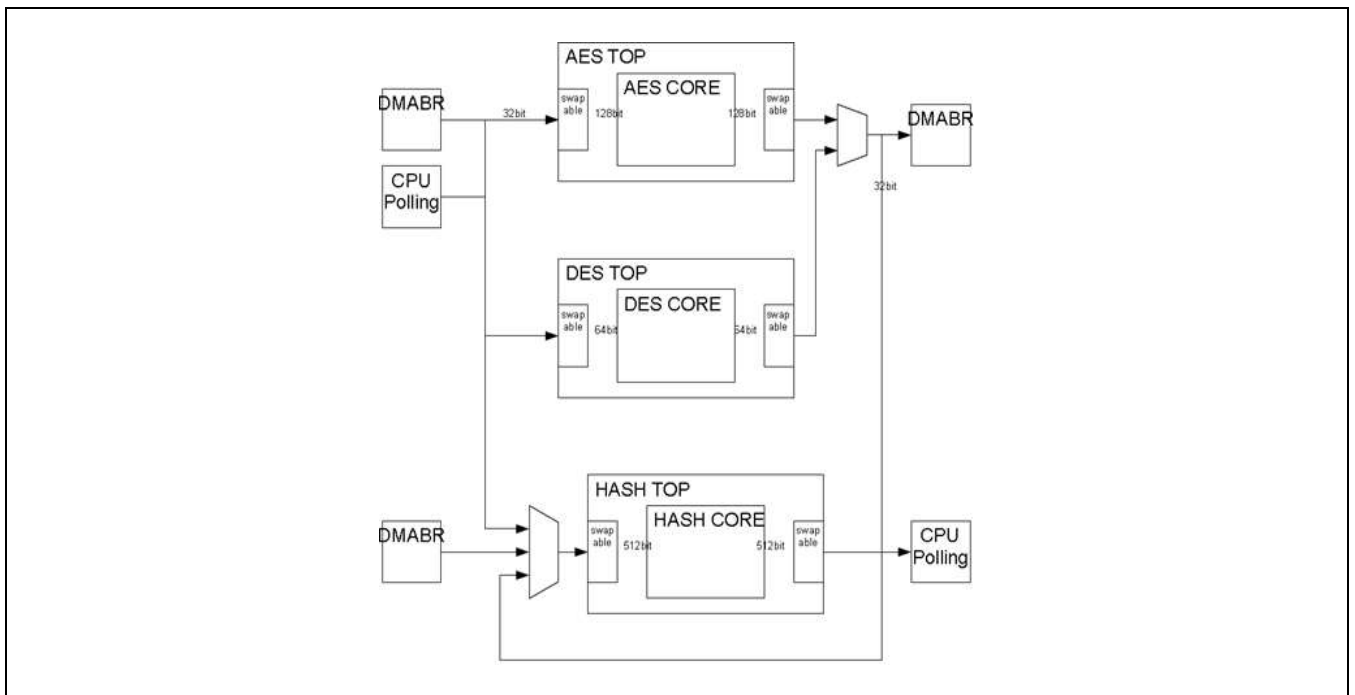 AES TOP
AES CORE
DMABR
swap
able
32bit
128bit
128bit
swap
able
DMABR
CPU
Polling
32bit
DES TOP
DES CORE
swap
able
64bit
54bit
swap
able
HASH TOP
HASH CORE
DMABR
swap
able
512bit
512bit
swap
able
CPU
Polling